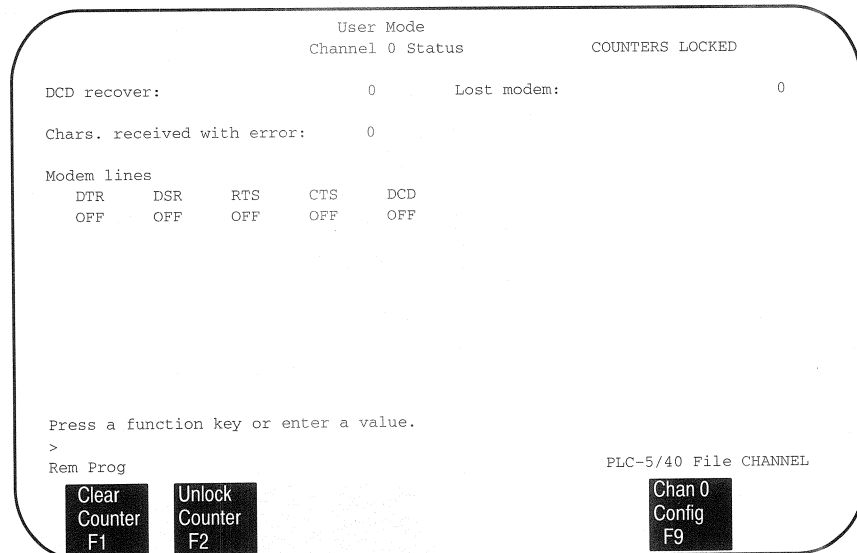 User Mode
Channel 0 Status COUNTERS LOCKED
DCD recover: 0 Lost modem: 0
Chars. received with error: 0
Modem lines
DTR DSR RTS CTS DCD
OFF OFF OFF OFF OFF
Press a function key or enter a value.
>
Rem Prog PLC-5/40 File CHANNEL
Clear Counter F1
Unlock Counter F2
Chan 0 Config F9